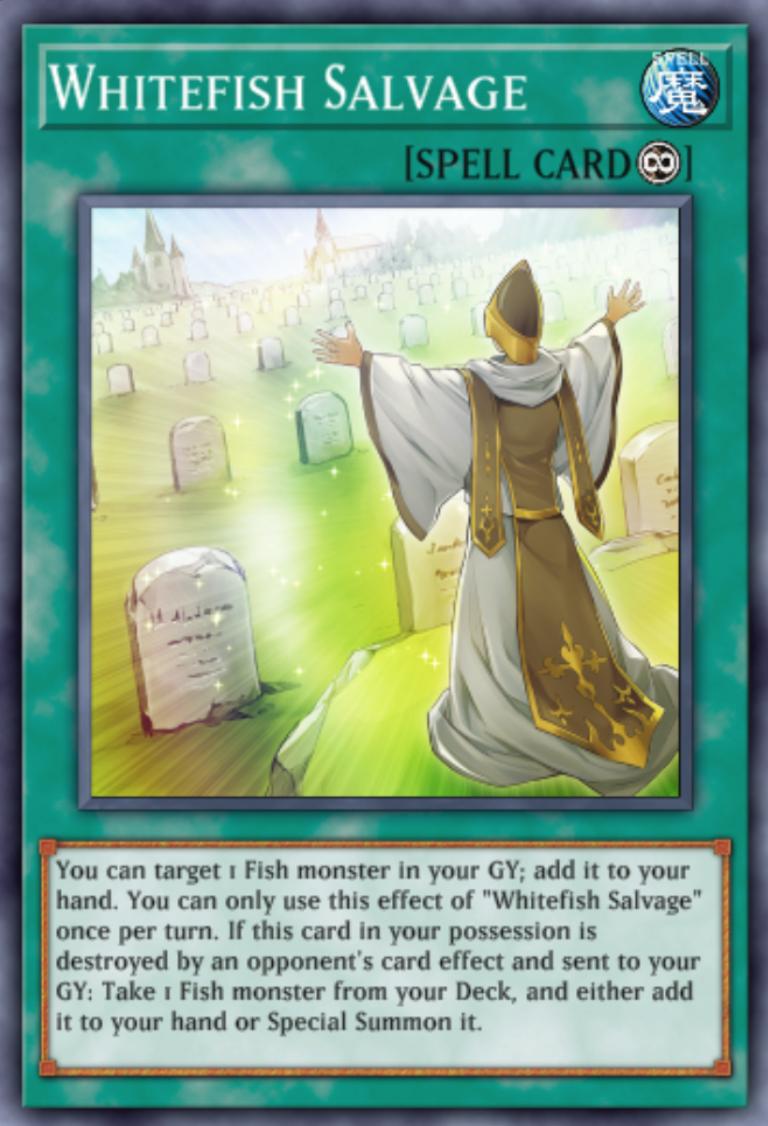 Whitefish Salvage
SPELL
魔
[SPELL CARD]
You can target 1 Fish monster in your GY; add it to your
hand. You can only use this effect of "Whitefish Salvage"
once per turn. If this card in your possession is
destroyed by an opponent's card effect and sent to your
GY: Take 1 Fish monster from your Deck, and either add
it to your hand or Special Summon it.